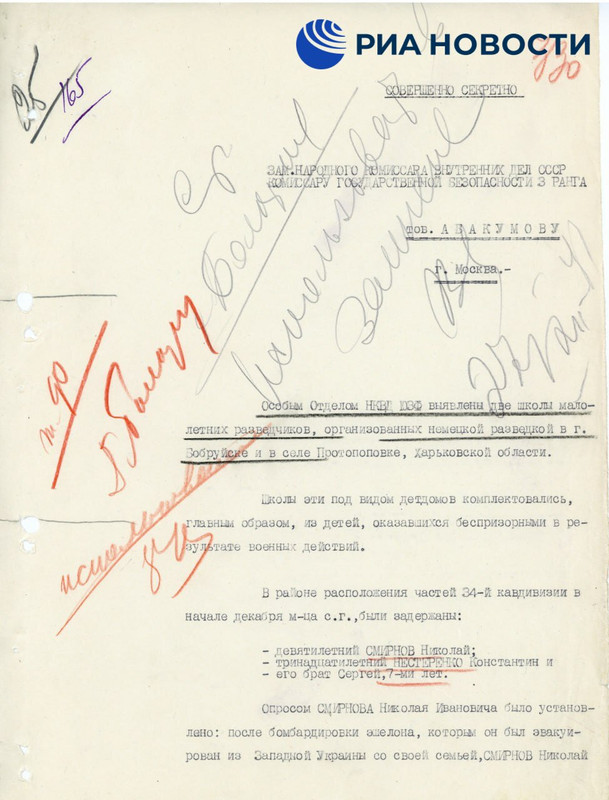 РИА НОВОСТИ
165
СОВЕРШЕННО СЕКРЕТНО
ЗАМ.НАРОДНОГО КОМИССАРА ВНУТРЕННИХ ДЕЛ СССР
КОМИССАРУ ГОСУДАРСТВЕННОЙ БЕЗОПАСНОСТИ 3 РАНГА
тов. АБАКУМОВУ
г. Москва.-
Особым Отделом НКВД ЮЗФ выявлены две школы мало-
летних разведчиков, организованных немецкой разведкой в г.
Бобруйске и в селе Протопоповке, Харьковской области.
Школы эти под видом детдомов комплектовались,
главным образом, из детей, оказавшихся беспризорными в ре-
зультате военных действий.
В районе расположения частей 34-й кавдивизии в
начале декабря м-ца с.г.,были задержаны:
- девятилетний СМИРНОВ Николай;
- тринадцатилетний НЕСТЕРЕНКО Константин и
- его брат Сергей,7-ми лет.
Опросом СМИРНОВА Николая Ивановича было установ-
лено: после бомбардировки эшелона, которым он был эвакуи-
рован из Западной Украины со своей семьей,СМИРНОВ Николай